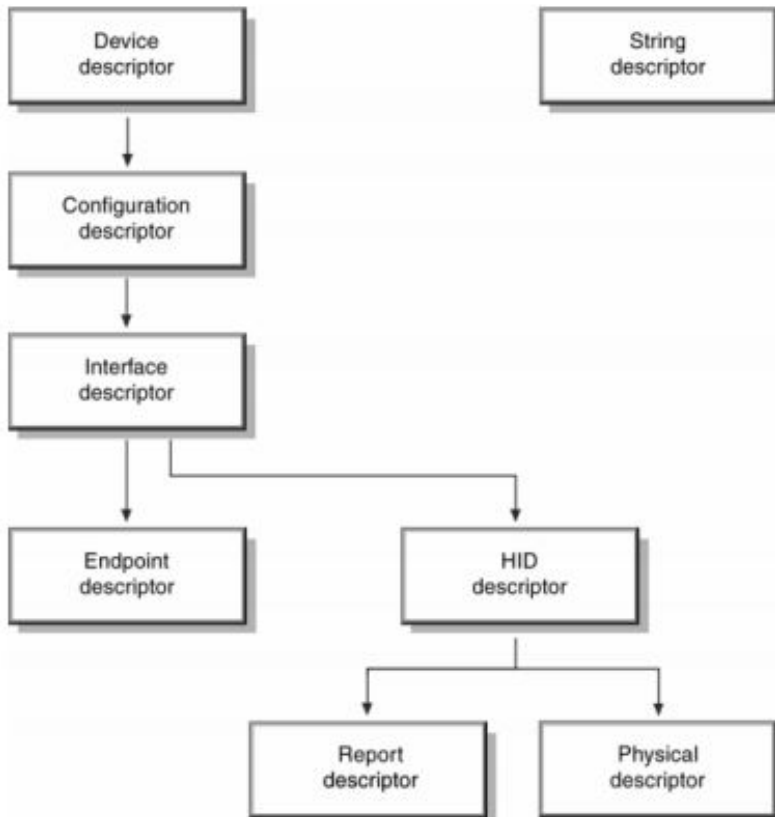 Device
descriptor
String
descriptor
Configuration
descriptor
Interface
descriptor
Endpoint
descriptor
HID
descriptor
Report
descriptor
Physical
descriptor